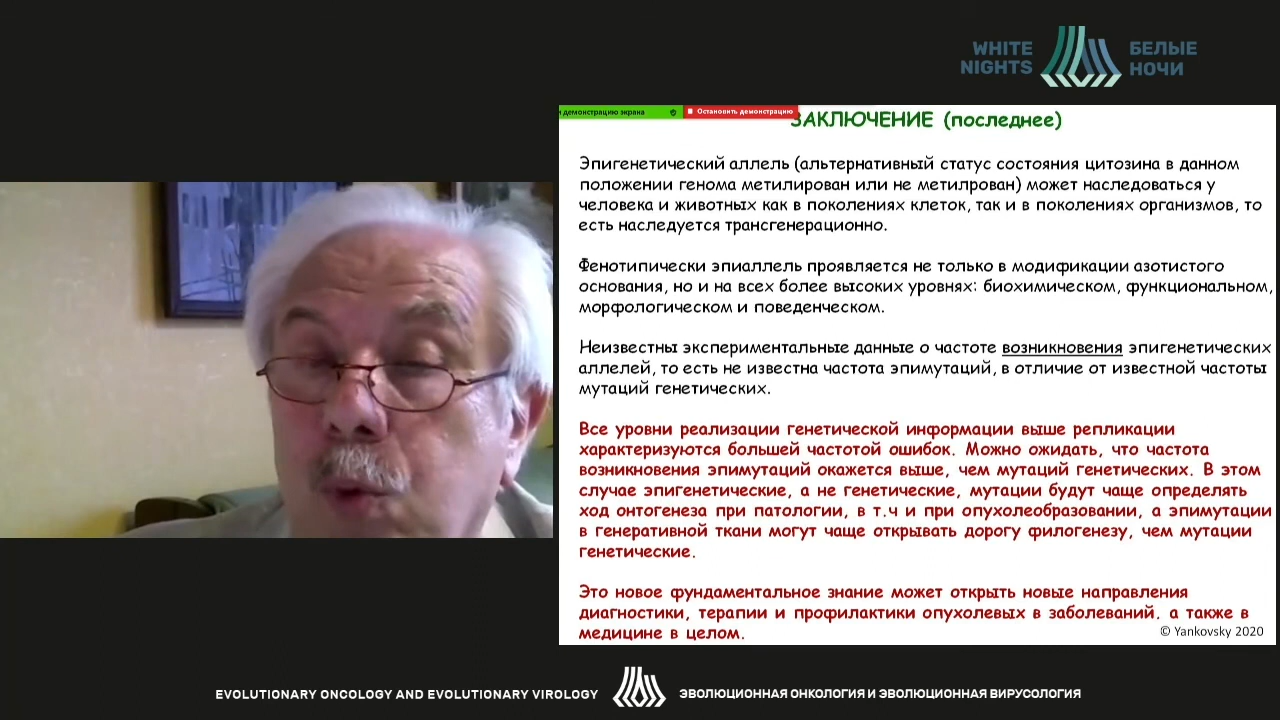 WHITE
NIGHTS
БЕЛЫЕ
НОЧИ
демонстрацию экрана
Остановить демонстрацию
ЗАКЛЮЧЕНИЕ (последнее)
Эпигенетический аллель (альтернативный статус состояния цитозина в данном
положении генома метилирован или не метилрован) может наследоваться у
человека и животных как в поколениях клеток, так и в поколениях организмов, то
есть наследуется трансгенерационно.
Фенотипически эпиаллель проявляется не только в модификации азотистого
основания, но и на всех более высоких уровнях: биохимическом, функциональном,
морфологическом и поведенческом.
Неизвестны экспериментальные данные о частоте возникновения эпигенетических
аллелей, то есть не известна частота эпимутаций, в отличие от известной частоты
мутаций генетических.
Все уровни реализации генетической информации выше репликации
характеризуются большей частотой ошибок. Можно ожидать, что частота
возникновения эпимутаций окажется выше, чем мутаций генетических. В этом
случае эпигенетические, а не генетические, мутации будут чаще определять
ход онтогенеза при патологии, в т.ч и при опухолеобразовании, а эпимутации
в генеративной ткани могут чаще открывать дорогу филогенезу, чем мутации
генетические.
Это новое фундаментальное знание может открыть новые направления
диагностики, терапии и профилактики опухолевых в заболеваний. а также в
медицине в целом.
© Yankovsky 2020
EVOLUTIONARY ONCOLOGY AND EVOLUTIONARY VIROLOGY
ЭВОЛЮЦИОННАЯ ОНКОЛОГИЯ И ЭВОЛЮЦИОННАЯ ВИРУСОЛОГИЯ